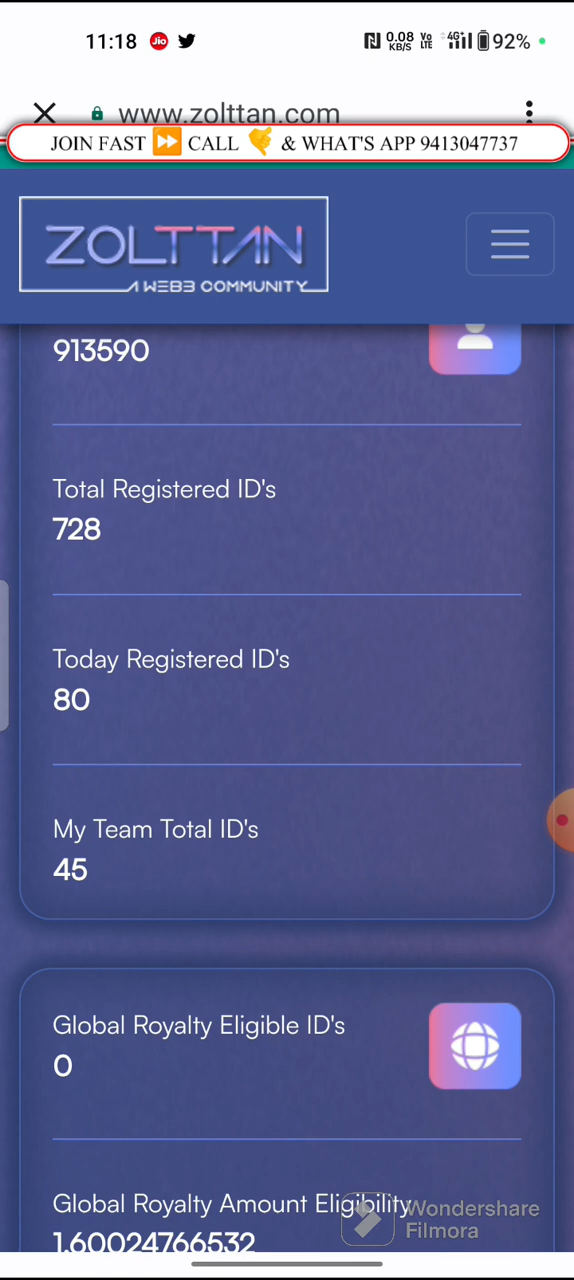 11:18 Jio 0.08 KB/S Vo LTE 4G+ 92%
www.zolttan.com
JOIN FAST ⏩ CALL 🤙 & WHAT'S APP 9413047737
ZOLTTAN
A WEB3 COMMUNITY
913590
Total Registered ID's
728
Today Registered ID's
80
My Team Total ID's
45
Global Royalty Eligible ID's
0
Global Royalty Amount Eligibility
1.60024766532
Wondershare
Filmora